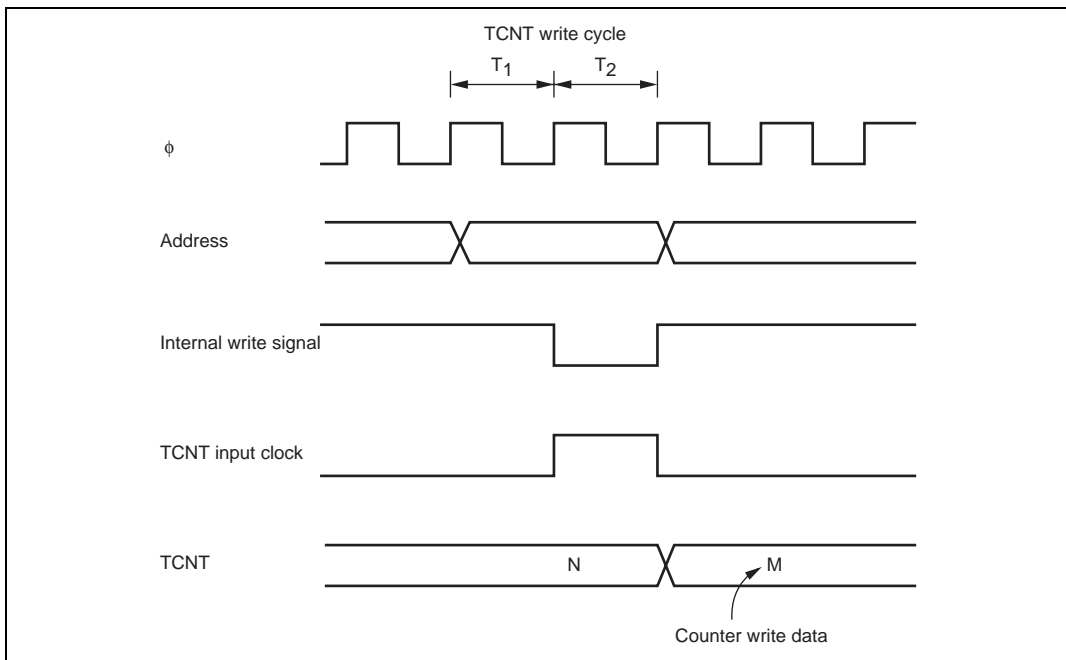 TCNT write cycle
T1 T2
ϕ
Address
Internal write signal
TCNT input clock
TCNT
N
M
Counter write data